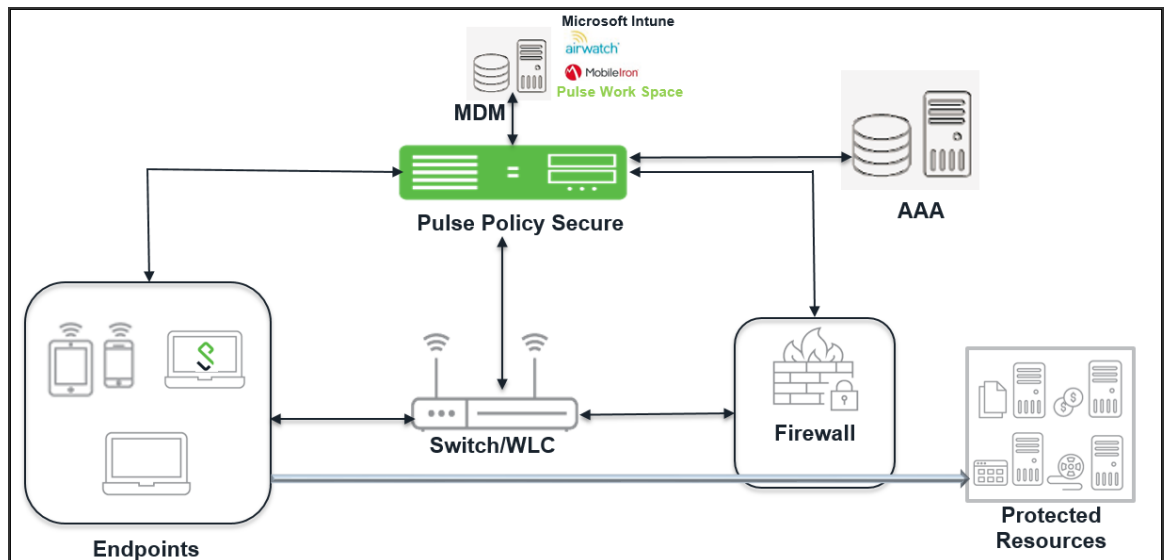 Microsoft Intune
airwatch
MobileIron
Pulse Work Space
MDM
Pulse Policy Secure
AAA
Switch/WLC
Firewall
Endpoints
Protected
Resources